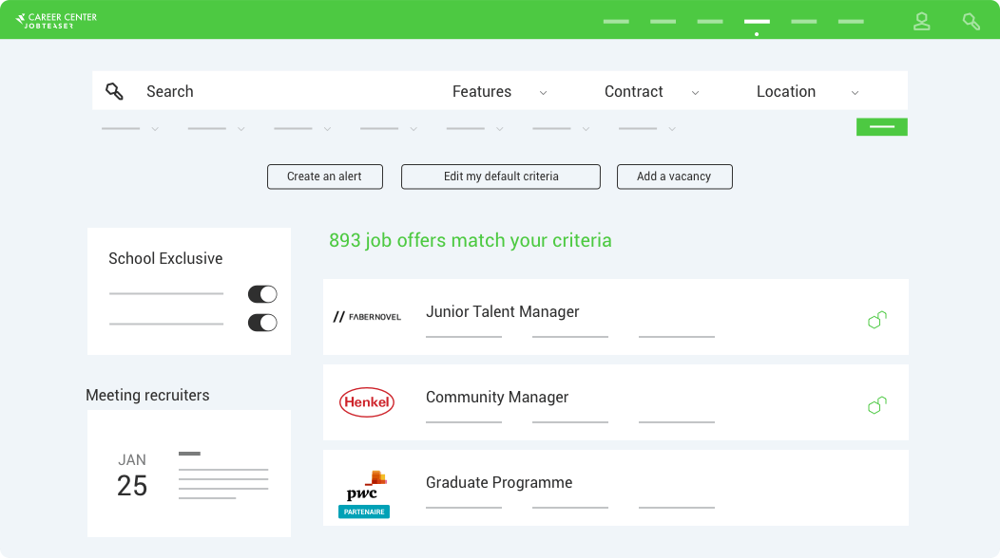 CAREER CENTER
JOBTEASER
Search
Features
Contract
Location
Create an alert
Edit my default criteria
Add a vacancy
School Exclusive
893 job offers match your criteria
FABERNOVEL
Junior Talent Manager
Meeting recruiters
Henkel
Community Manager
JAN
25
pwc
PARTENAIRE
Graduate Programme